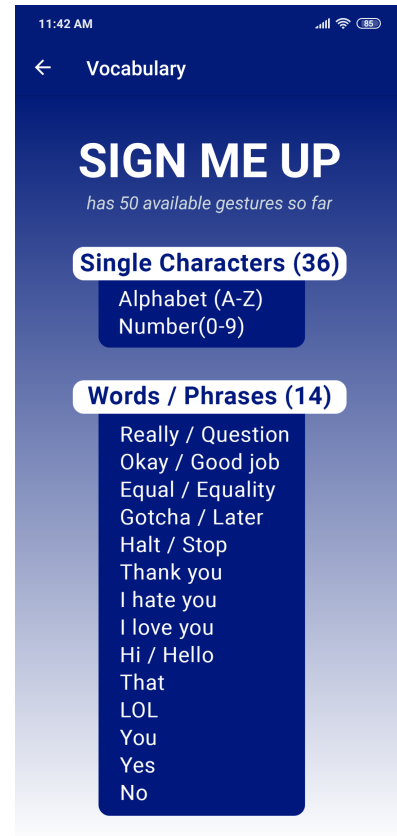 11:42 AM
85
Vocabulary
SIGN ME UP
has 50 available gestures so far
Single Characters (36)
Alphabet (A-Z)
Number(0-9)
Words / Phrases (14)
Really / Question
Okay / Good job
Equal / Equality
Gotcha / Later
Halt / Stop
Thank you
I hate you
I love you
Hi / Hello
That
LOL
You
Yes
No